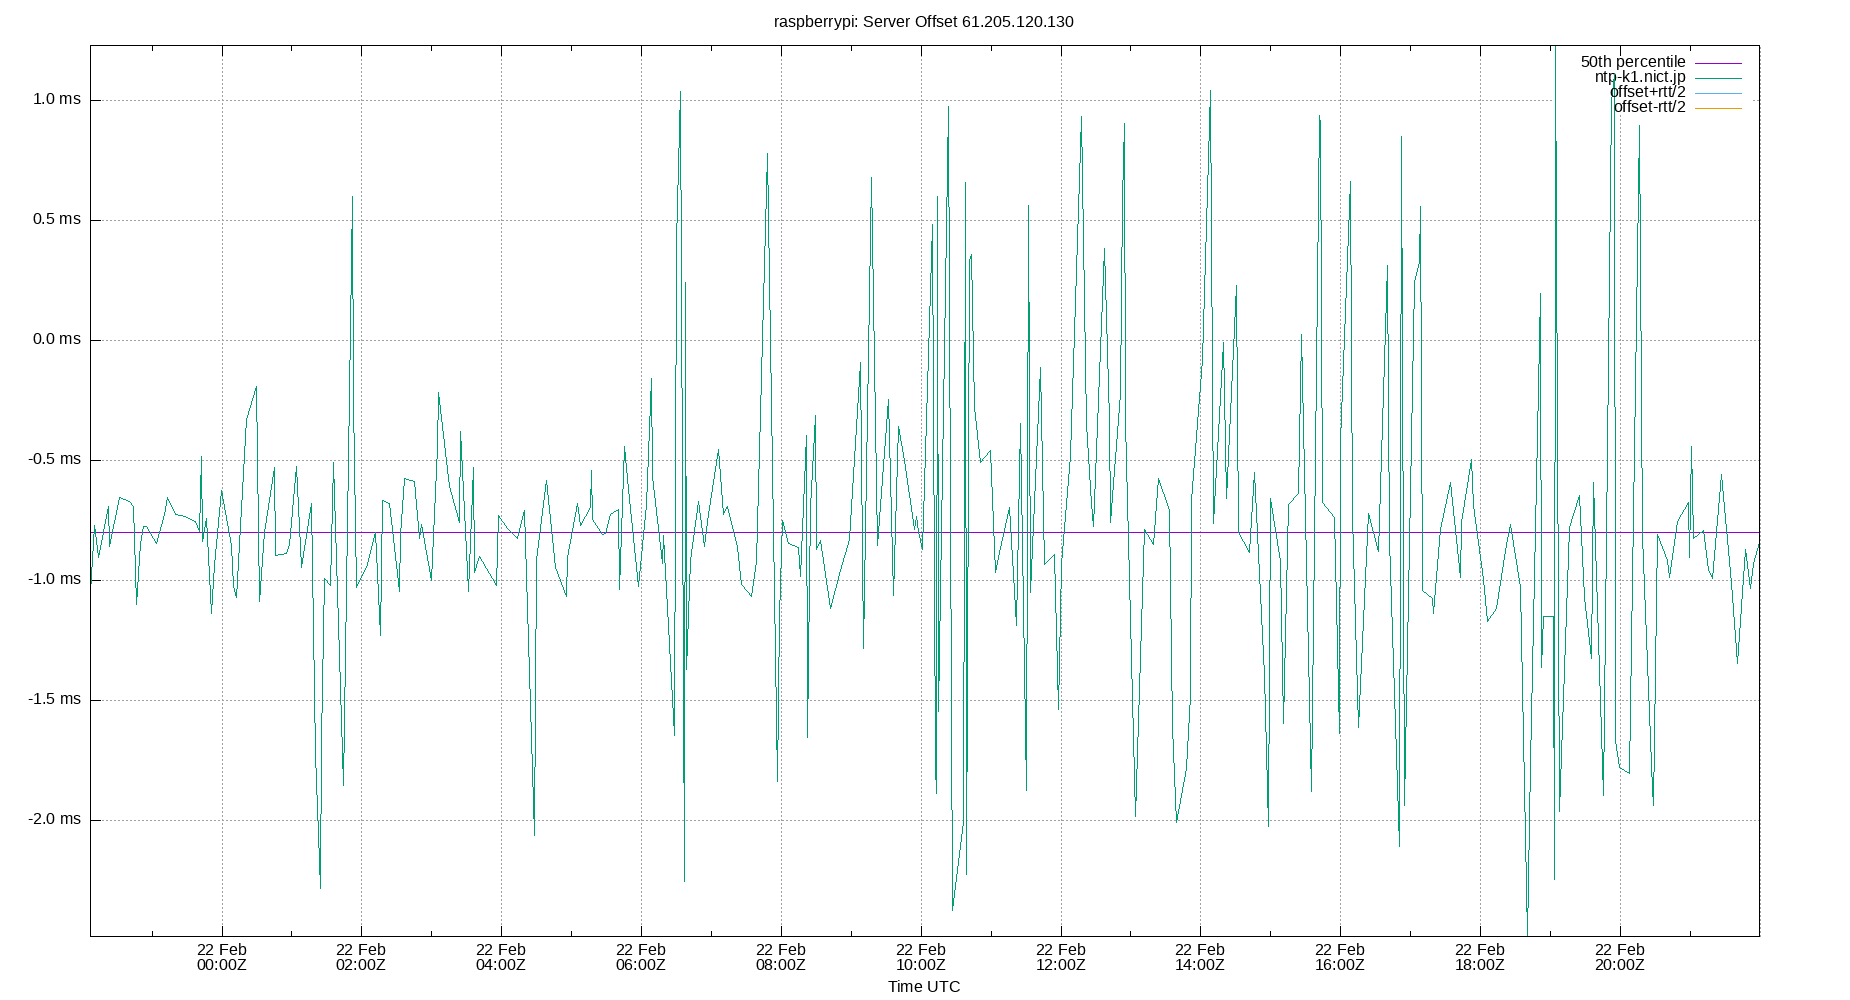 raspberrypi: Server Offset 61.205.120.130
50th percentile
ntp-k1.nict.jp
offset+rtt/2
offset-rtt/2
1.0 ms
0.5 ms
0.0 ms
-0.5 ms
-1.0 ms
-1.5 ms
-2.0 ms
22 Feb 22 Feb 22 Feb 22 Feb 22 Feb 22 Feb 22 Feb 22 Feb 22 Feb 22 Feb 22 Feb
00:00Z 02:00Z 04:00Z 06:00Z 08:00Z 10:00Z 12:00Z 14:00Z 16:00Z 18:00Z 20:00Z
Time UTC